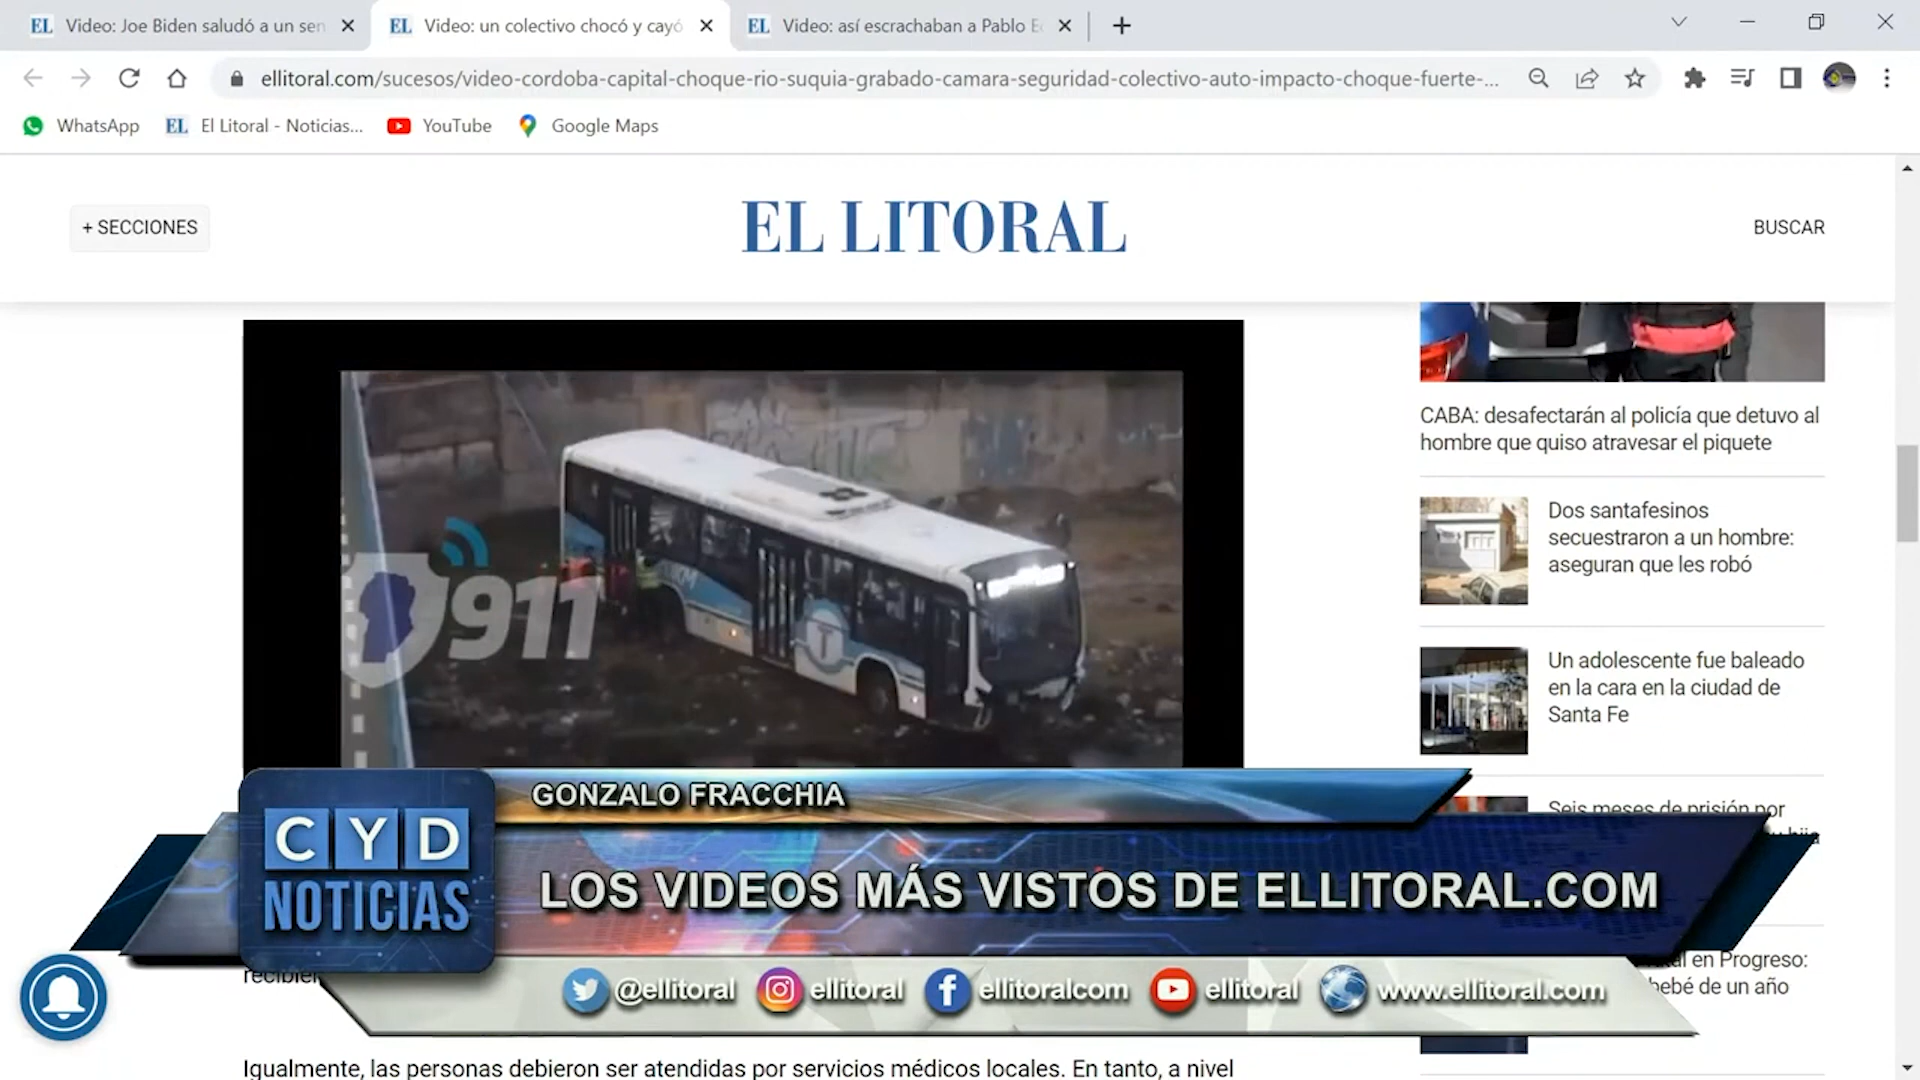 EL Video: Joe Biden saludó a un sen
EL Video: un colectivo chocó y cayó
EL Video: así escrachaban a Pablo E
ellitoral.com/sucesos/video-cordoba-capital-choque-rio-suquia-grabado-camara-seguridad-colectivo-auto-impacto-choque-fuerte-...
WhatsApp
EL El Litoral - Noticias...
YouTube
Google Maps
+ SECCIONES
EL LITORAL
BUSCAR
911
T
CABA: desafectarán al policía que detuvo al
hombre que quiso atravesar el piquete
Dos santafesinos
secuestraron a un hombre:
aseguran que les robó
Un adolescente fue baleado
en la cara en la ciudad de
Santa Fe
Seis meses de prisión por
hija
en Progreso:
bebé de un año
GONZALO FRACCHIA
CYD
NOTICIAS
LOS VIDEOS MÁS VISTOS DE ELLITORAL.COM
@ellitoral
ellitoral
ellitoralcom
ellitoral
www.ellitoral.com
Igualmente, las personas debieron ser atendidas por servicios médicos locales. En tanto, a nivel